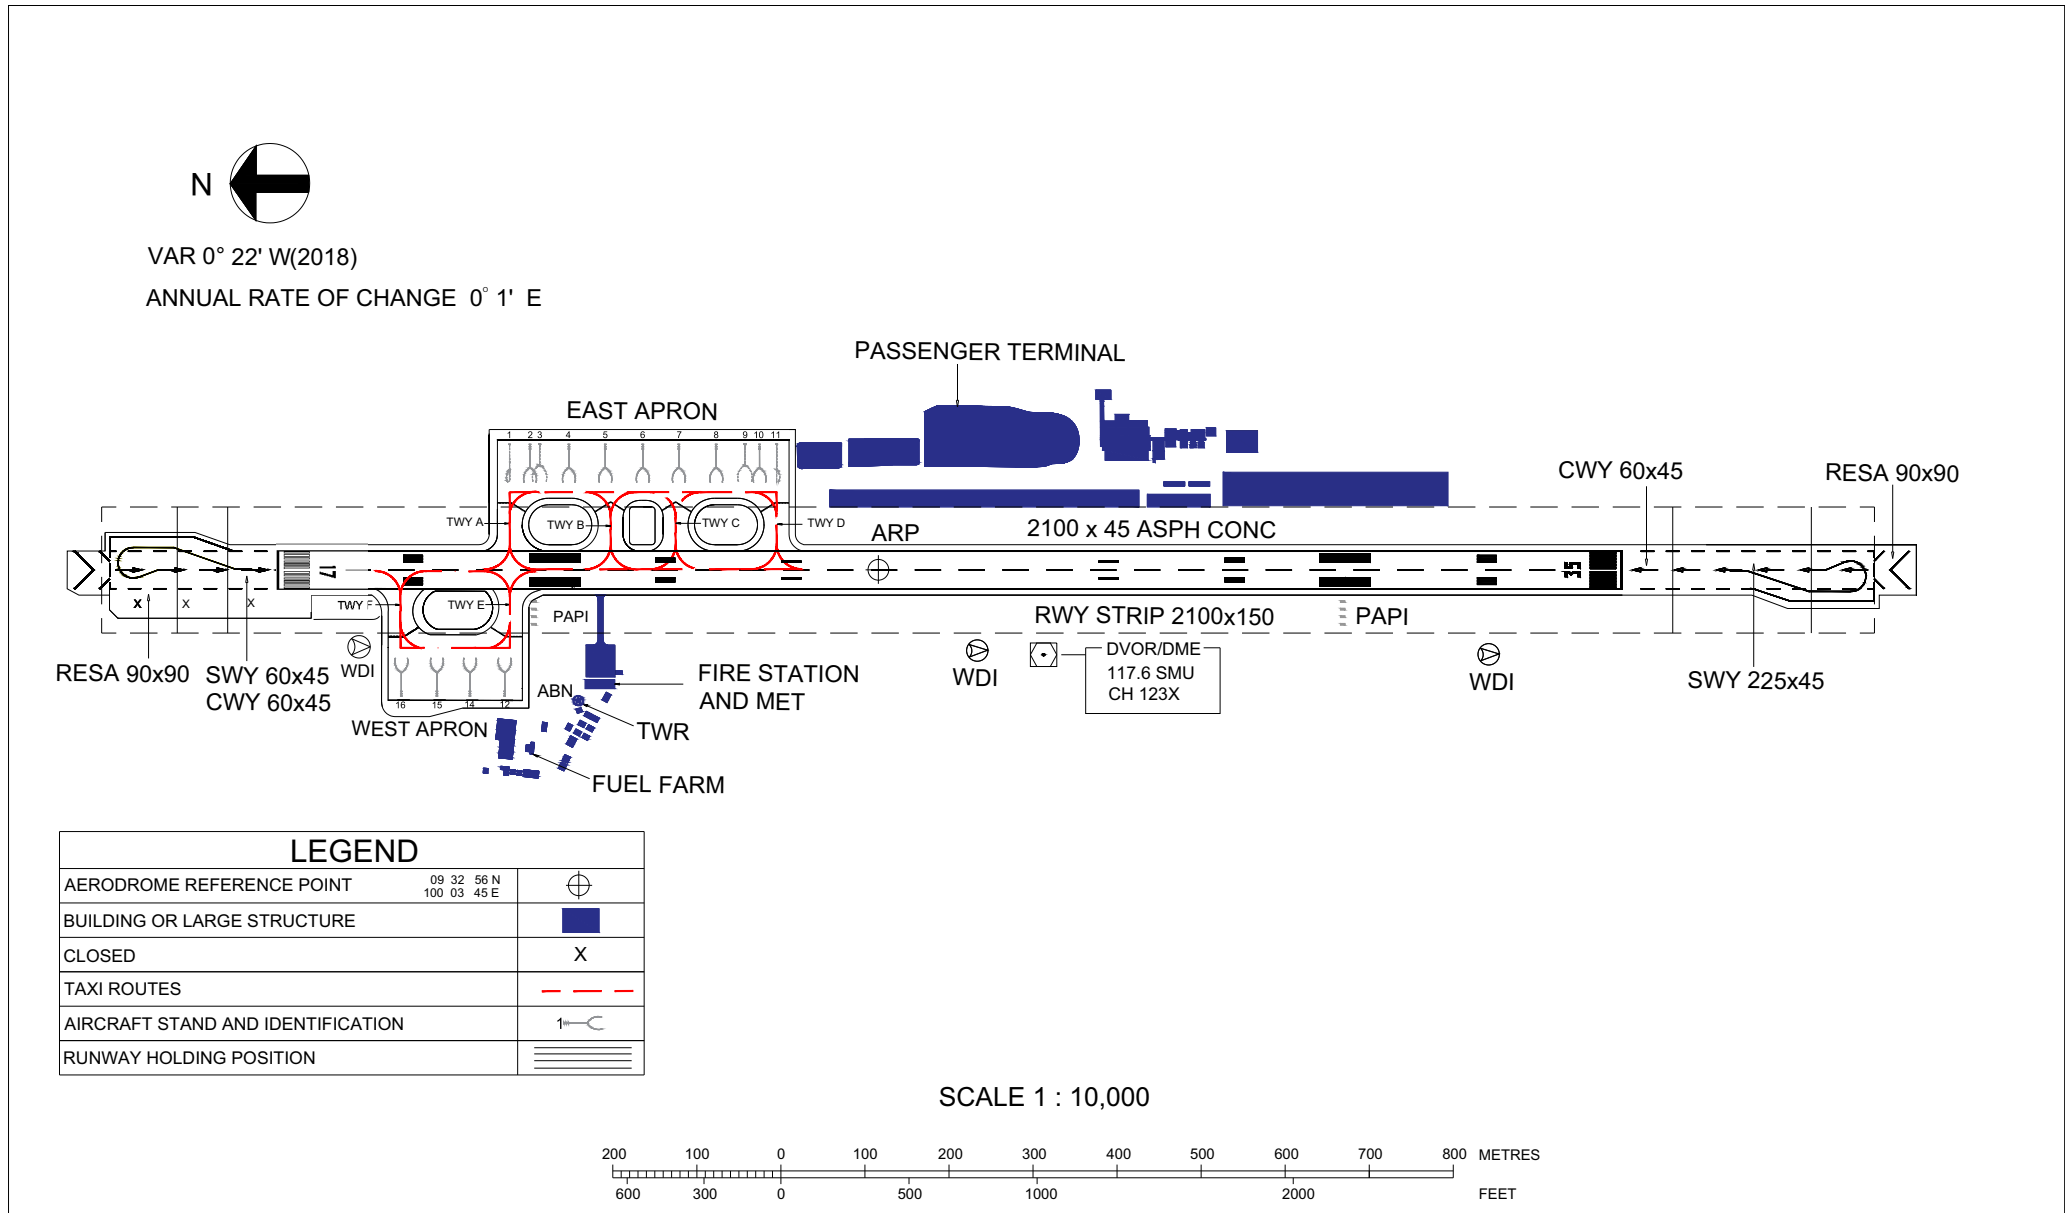 N
VAR 0° 22' W(2018)
ANNUAL RATE OF CHANGE 0° 1' E
PASSENGER TERMINAL
EAST APRON
1 2 3 4 5 6 7 8 9 10 11
CWY 60x45
RESA 90x90
TWY A
TWY B
TWY C
TWY D
ARP
2100 x 45 ASPH CONC
17
35
X X X
TWY F
TWY E
PAPI
RWY STRIP 2100x150
PAPI
RESA 90x90
SWY 60x45
CWY 60x45
WDI
WDI
DVOR/DME
117.6 SMU
CH 123X
WDI
SWY 225x45
FIRE STATION
AND MET
ABN
16 15 14 12
WEST APRON
TWR
FUEL FARM
LEGEND
AERODROME REFERENCE POINT 09 32 56 N
100 03 45 E
BUILDING OR LARGE STRUCTURE
CLOSED X
TAXI ROUTES
AIRCRAFT STAND AND IDENTIFICATION 1
RUNWAY HOLDING POSITION
SCALE 1 : 10,000
200 100 0 100 200 300 400 500 600 700 800 METRES
600 300 0 500 1000 2000 FEET